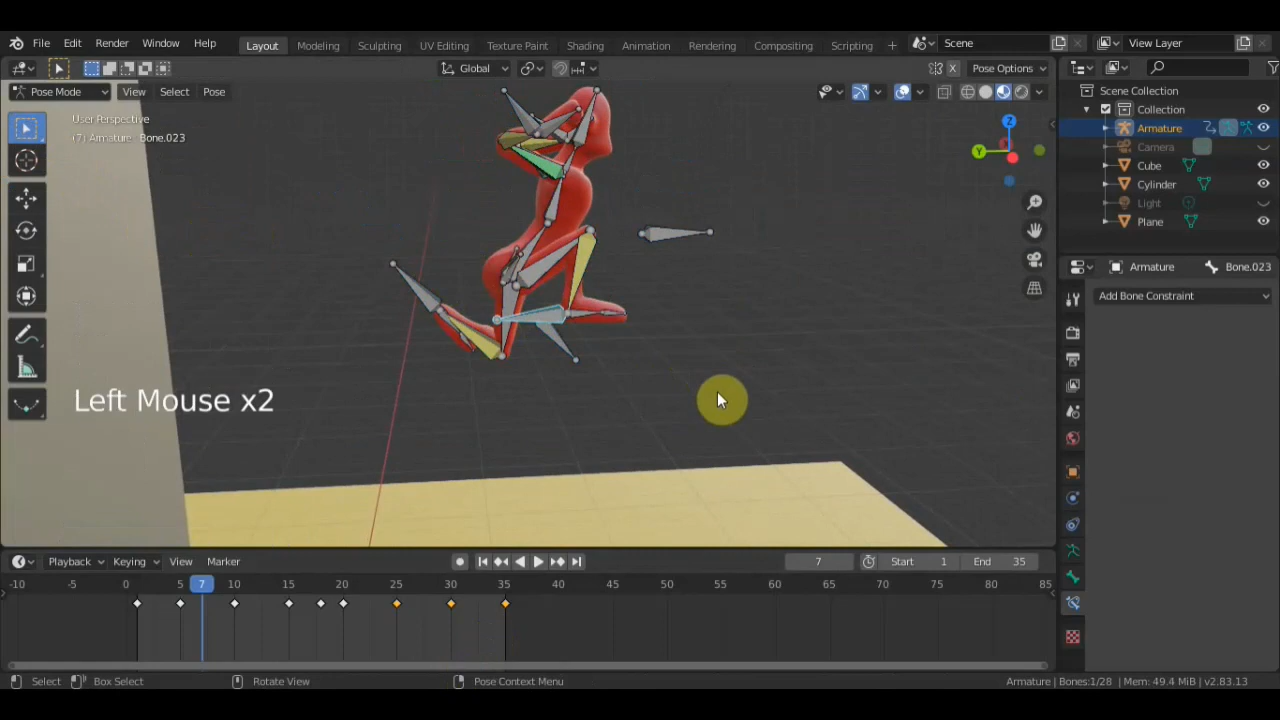 File Edit Render Window Help Layout Modeling Sculpting UV Editing Texture Paint Shading Animation Rendering Compositing Scripting Scene View Layer
Global Pose Options
Pose Mode View Select Pose
User Perspective
(7) Armature : Bone.023
Z
Y
Left Mouse x2
Scene Collection
Collection
Armature
Camera
Cube
Cylinder
Light
Plane
Armature Bone.023
Add Bone Constraint
Playback Keying View Marker 7 Start 1 End 35
-10 -5 0 5 7 10 15 20 25 30 35 40 45 50 55 60 65 70 75 80 85
Select Box Select Rotate View Pose Context Menu Armature | Bones:1/28 | Mem: 49.4 MiB | v2.83.13